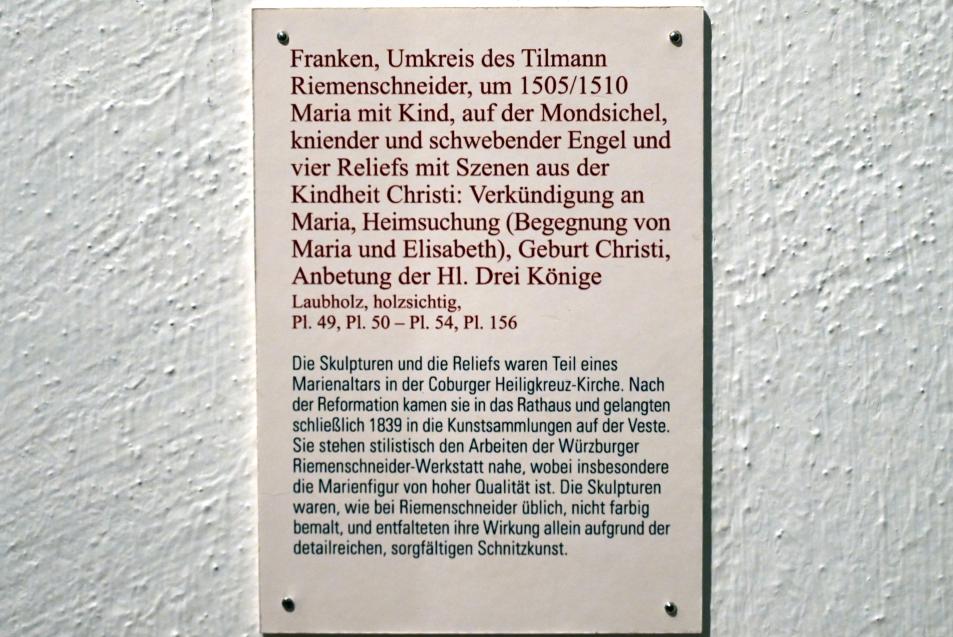 Franken, Umkreis des Tilmann
Riemenschneider, um 1505/1510
Maria mit Kind, auf der Mondsichel,
kniender und schwebender Engel und
vier Reliefs mit Szenen aus der
Kindheit Christi: Verkündigung an
Maria, Heimsuchung (Begegnung von
Maria und Elisabeth), Geburt Christi,
Anbetung der Hl. Drei Könige
Laubholz, holzsichtig,
Pl. 49, Pl. 50 – Pl. 54, Pl. 156
Die Skulpturen und die Reliefs waren Teil eines
Marienaltars in der Coburger Heiligkreuz-Kirche. Nach
der Reformation kamen sie in das Rathaus und gelangten
schließlich 1839 in die Kunstsammlungen auf der Veste.
Sie stehen stilistisch den Arbeiten der Würzburger
Riemenschneider-Werkstatt nahe, wobei insbesondere
die Marienfigur von hoher Qualität ist. Die Skulpturen
waren, wie bei Riemenschneider üblich, nicht farbig
bemalt, und entfalteten ihre Wirkung allein aufgrund der
detailreichen, sorgfältigen Schnitzkunst.